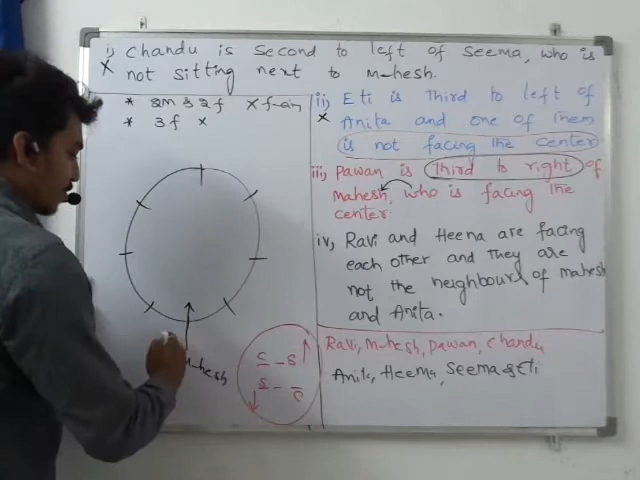 i) Chandu is Second to left of Seema, who is
X not sitting next to Mahesh.
* 2m & 2f X f-an
* 3f X
ii) Eti is Third to left of
X Anita and one of Them
is not facing The center
iii, Pawan is Third to right of
Mahesh, who is facing The
center.
iv, Ravi and Heena are facing
each other and They are
not The neighbours of mahesh
and Anita.
Mahesh
C - S
S - C
Ravi, Mahesh, Pawan, Chandu
Anita, Heema, Seema & Eti